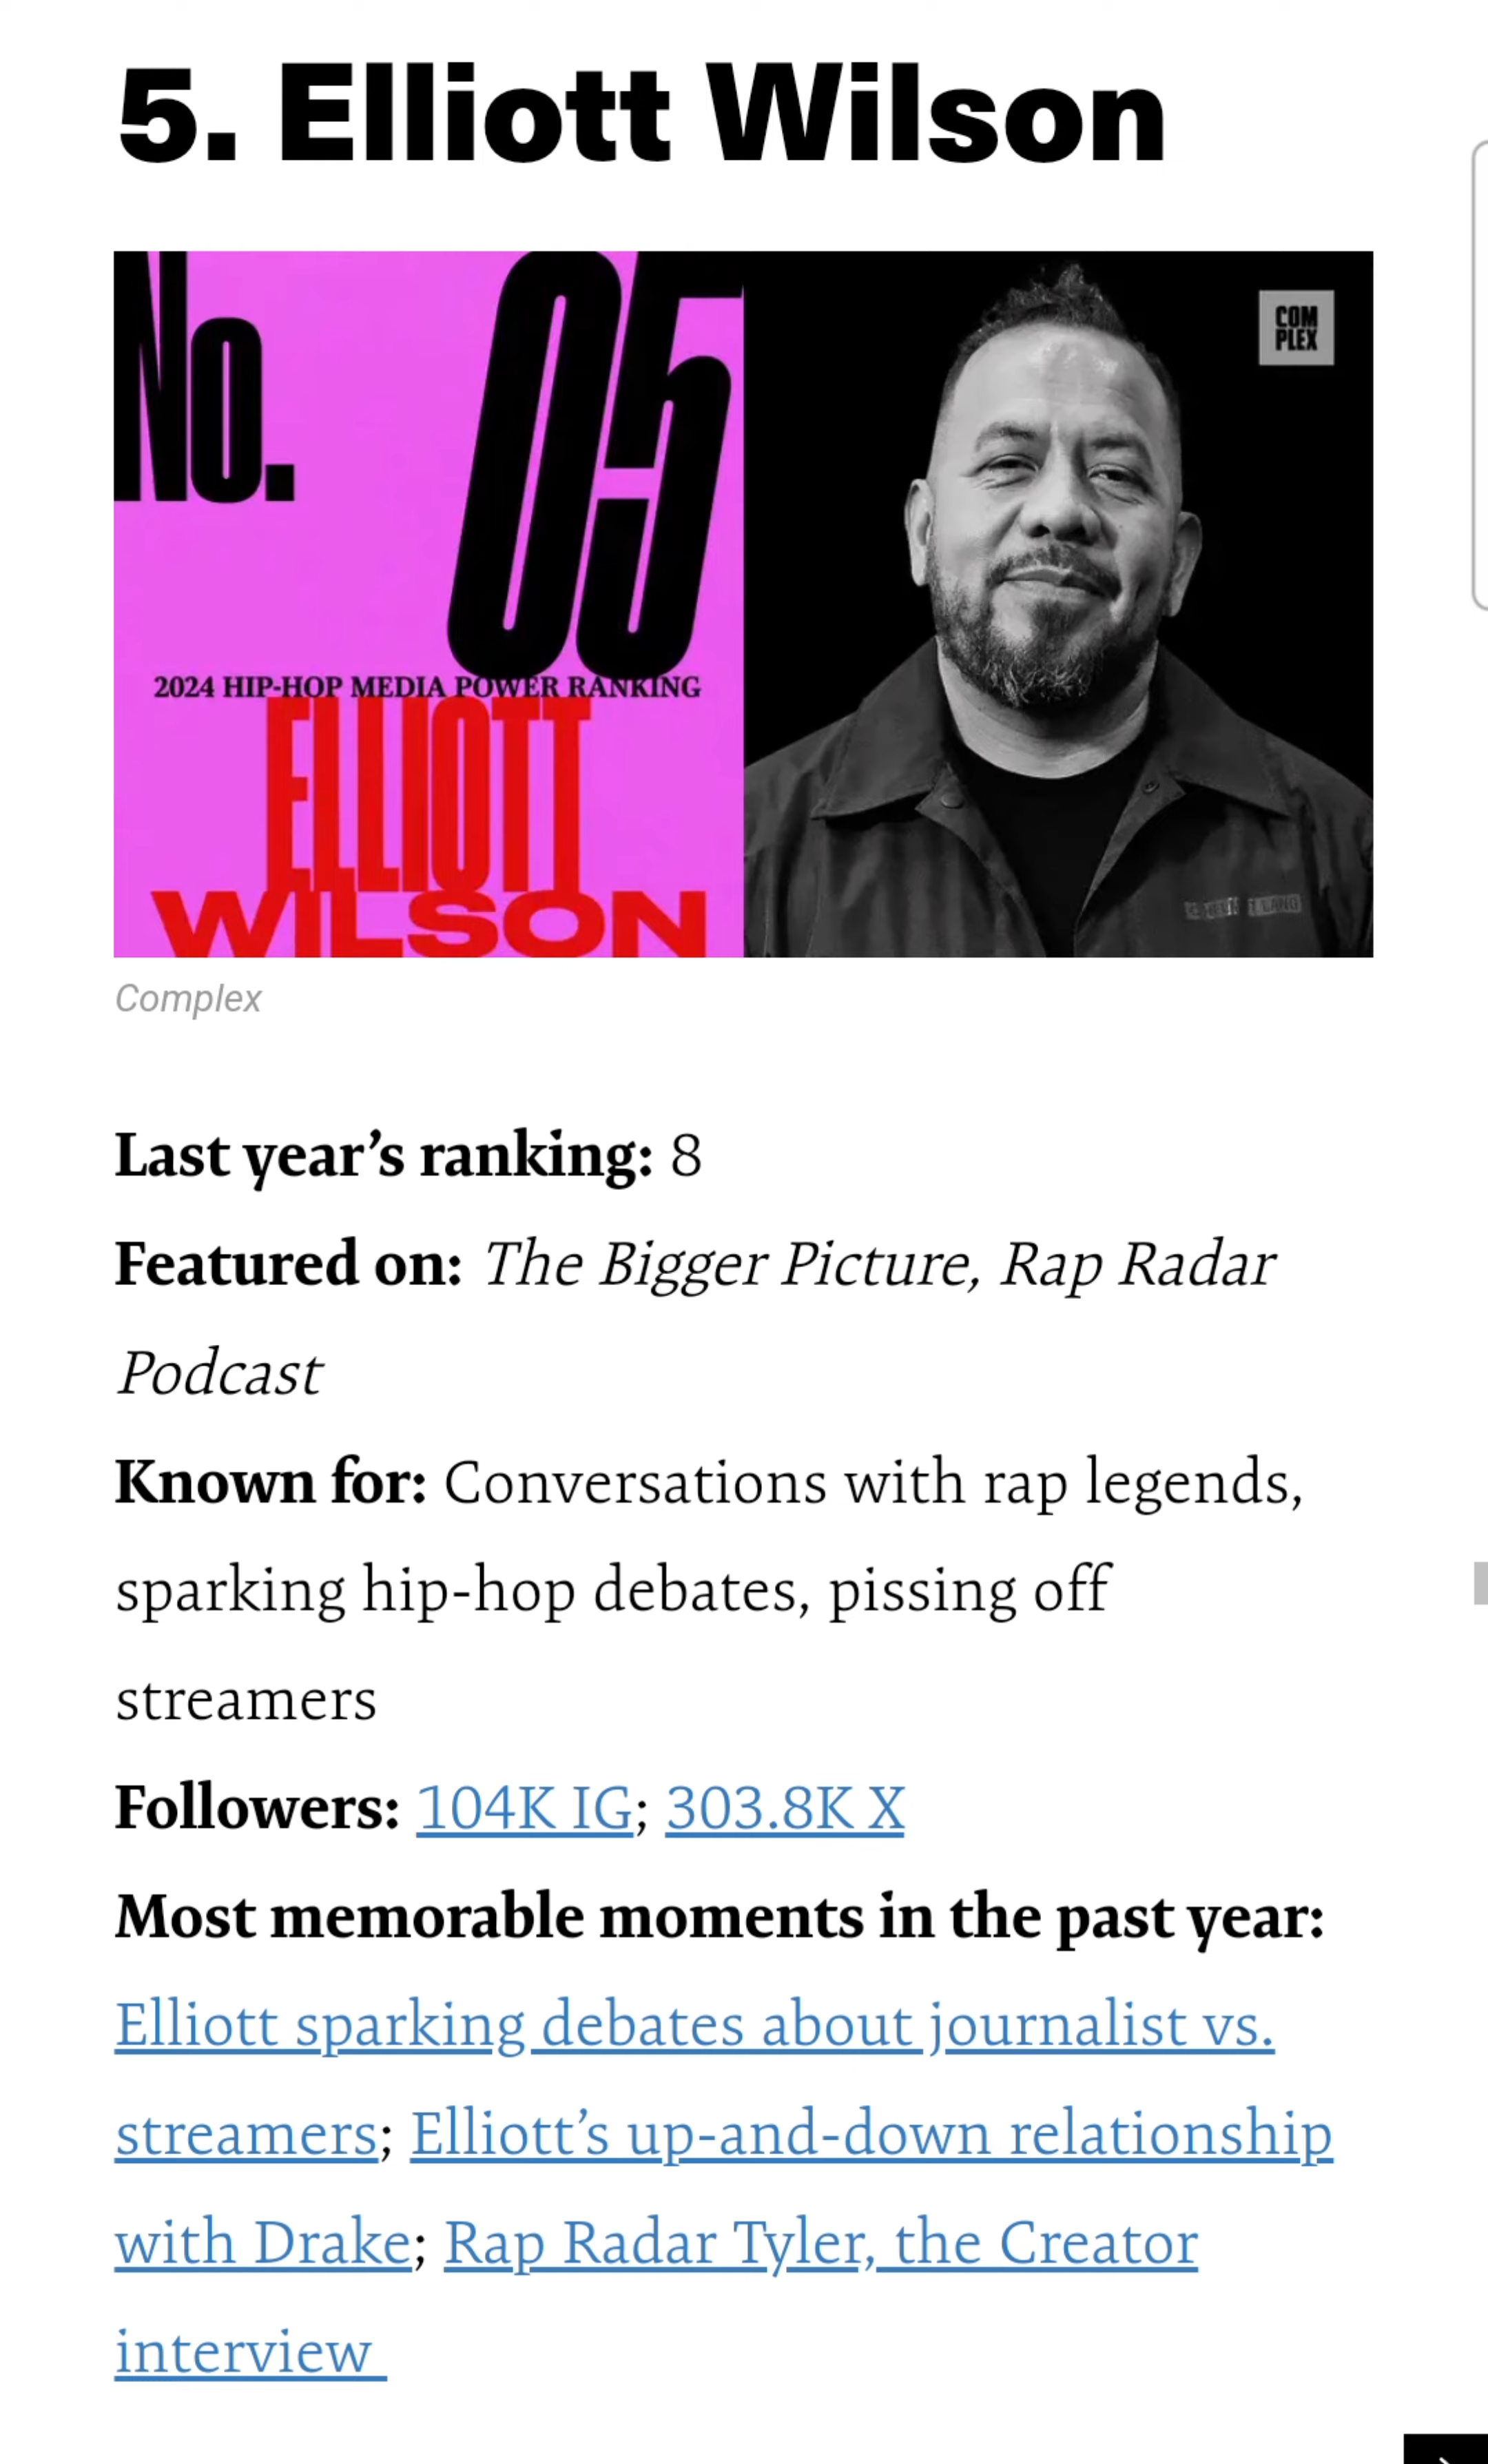 5. Elliott Wilson
No.
05
COM
PLEX
2024 HIP-HOP MEDIA POWER RANKING
ELLIOTT
WILSON
Complex
Last year’s ranking: 8
Featured on: The Bigger Picture, Rap Radar
Podcast
Known for: Conversations with rap legends,
sparking hip-hop debates, pissing off
streamers
Followers: 104K IG; 303.8K X
Most memorable moments in the past year:
Elliott sparking debates about journalist vs.
streamers; Elliott’s up-and-down relationship
with Drake; Rap Radar Tyler, the Creator
interview